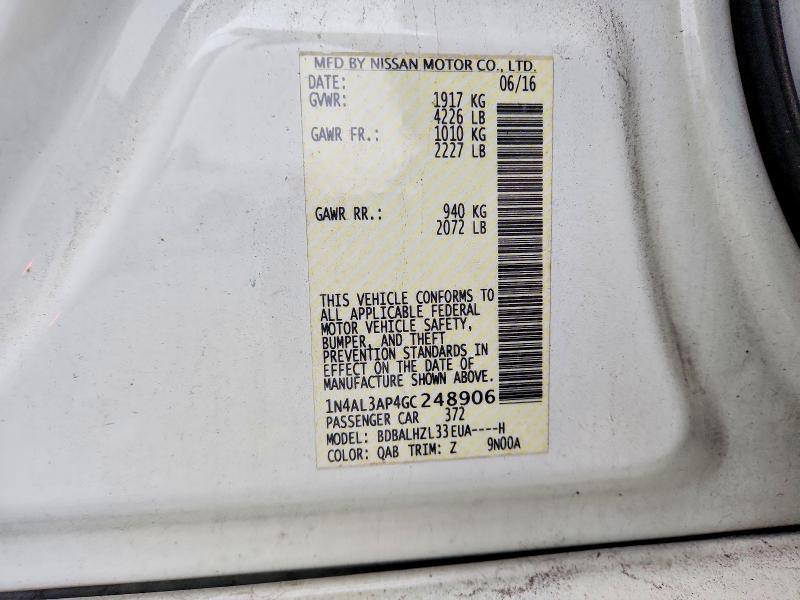 MFD BY NISSAN MOTOR CO., LTD.
DATE: 06/16
GVWR: 1917 KG
4226 LB
GAWR FR.: 1010 KG
2227 LB
GAWR RR.: 940 KG
2072 LB
THIS VEHICLE CONFORMS TO
ALL APPLICABLE FEDERAL
MOTOR VEHICLE SAFETY,
BUMPER, AND THEFT
PREVENTION STANDARDS IN
EFFECT ON THE DATE OF
MANUFACTURE SHOWN ABOVE.
1N4AL3AP4GC248906
PASSENGER CAR 372
MODEL: BDBALHZL33EUA----H
COLOR: QAB TRIM: Z 9N00A